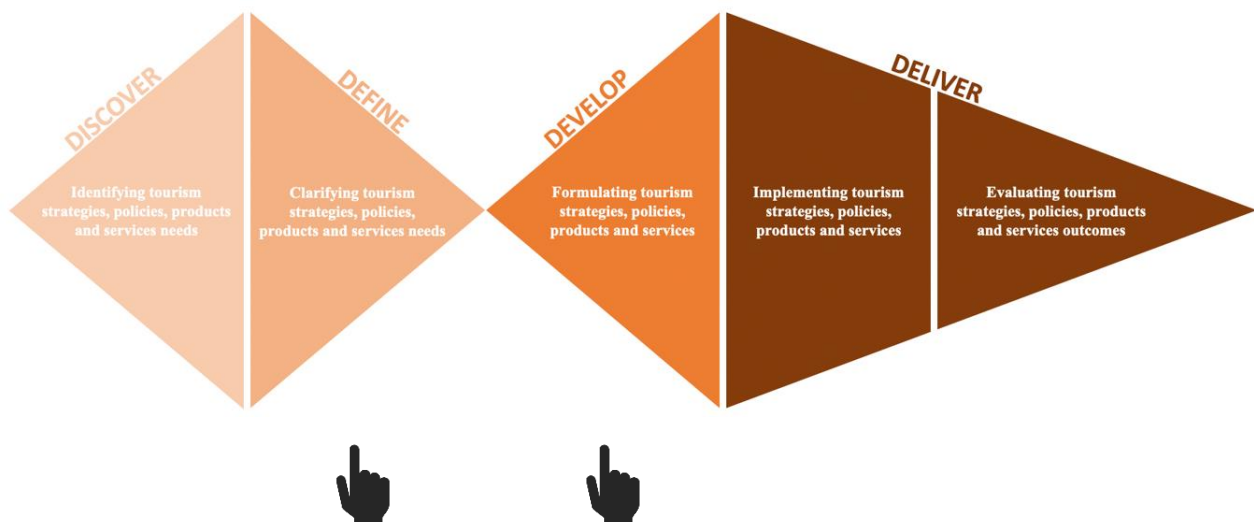 DISCOVER
Identifying tourism
strategies, policies, products
and services needs
DEFINE
Clarifying tourism
strategies, policies,
products and services needs
DEVELOP
Formulating tourism
strategies, policies,
products and services
DELIVER
Implementing tourism
strategies, policies,
products and services
Evaluating tourism
strategies, policies, products
and services outcomes